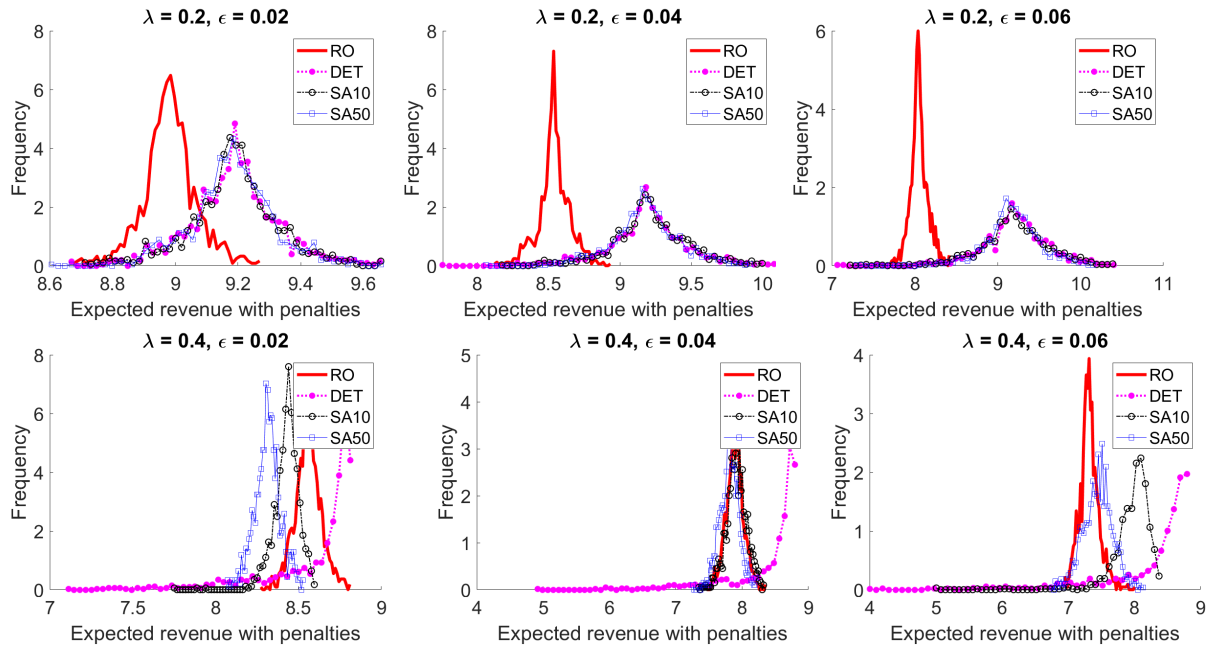 λ = 0.2, ϵ = 0.02
8
6
4
2
0
Frequency
8.6
8.8
9
9.2
9.4
9.6
Expected revenue with penalties
RO
DET
SA10
SA50
λ = 0.2, ϵ = 0.04
8
6
4
2
0
Frequency
8
8.5
9
9.5
10
Expected revenue with penalties
RO
DET
SA10
SA50
λ = 0.2, ϵ = 0.06
6
4
2
0
Frequency
7
8
9
10
11
Expected revenue with penalties
RO
DET
SA10
SA50
λ = 0.4, ϵ = 0.02
8
6
4
2
0
Frequency
7
7.5
8
8.5
9
Expected revenue with penalties
RO
DET
SA10
SA50
λ = 0.4, ϵ = 0.04
5
4
3
2
1
0
Frequency
4
5
6
7
8
9
Expected revenue with penalties
RO
DET
SA10
SA50
λ = 0.4, ϵ = 0.06
4
3
2
1
0
Frequency
4
5
6
7
8
9
Expected revenue with penalties
RO
DET
SA10
SA50